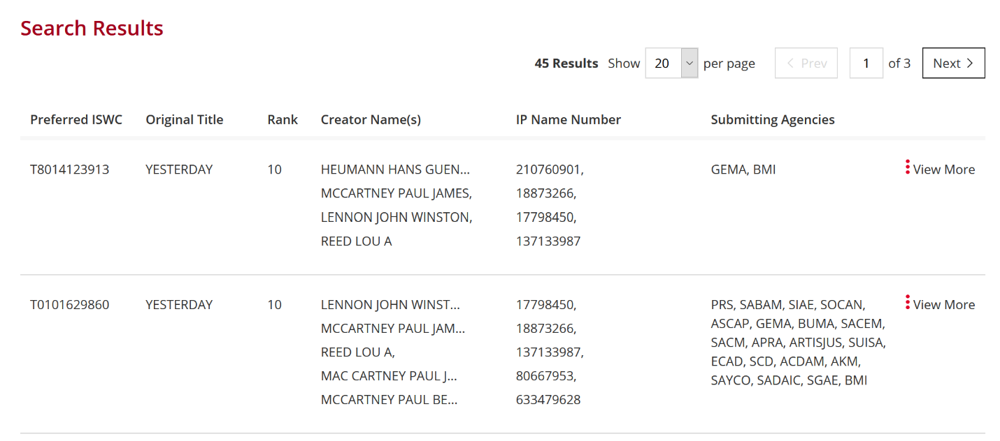 Search Results
45 Results Show 20 per page Prev 1 of 3 Next
Preferred ISWC Original Title Rank Creator Name(s) IP Name Number Submitting Agencies
T8014123913 YESTERDAY 10 HEUMANN HANS GUEN... 210760901, GEMA, BMI View More
MCCARTNEY PAUL JAMES, 18873266,
LENNON JOHN WINSTON, 17798450,
REED LOU A 137133987
T0101629860 YESTERDAY 10 LENNON JOHN WINST... 17798450, PRS, SABAM, SIAE, SOCAN, View More
MCCARTNEY PAUL JAM... 18873266, ASCAP, GEMA, BUMA, SACEM,
REED LOU A, 137133987, SACM, APRA, ARTISJUS, SUISA,
MAC CARTNEY PAUL J... 80667953, ECAD, SCD, ACDAM, AKM,
MCCARTNEY PAUL BE... 633479628 SAYCO, SADAIC, SGAE, BMI